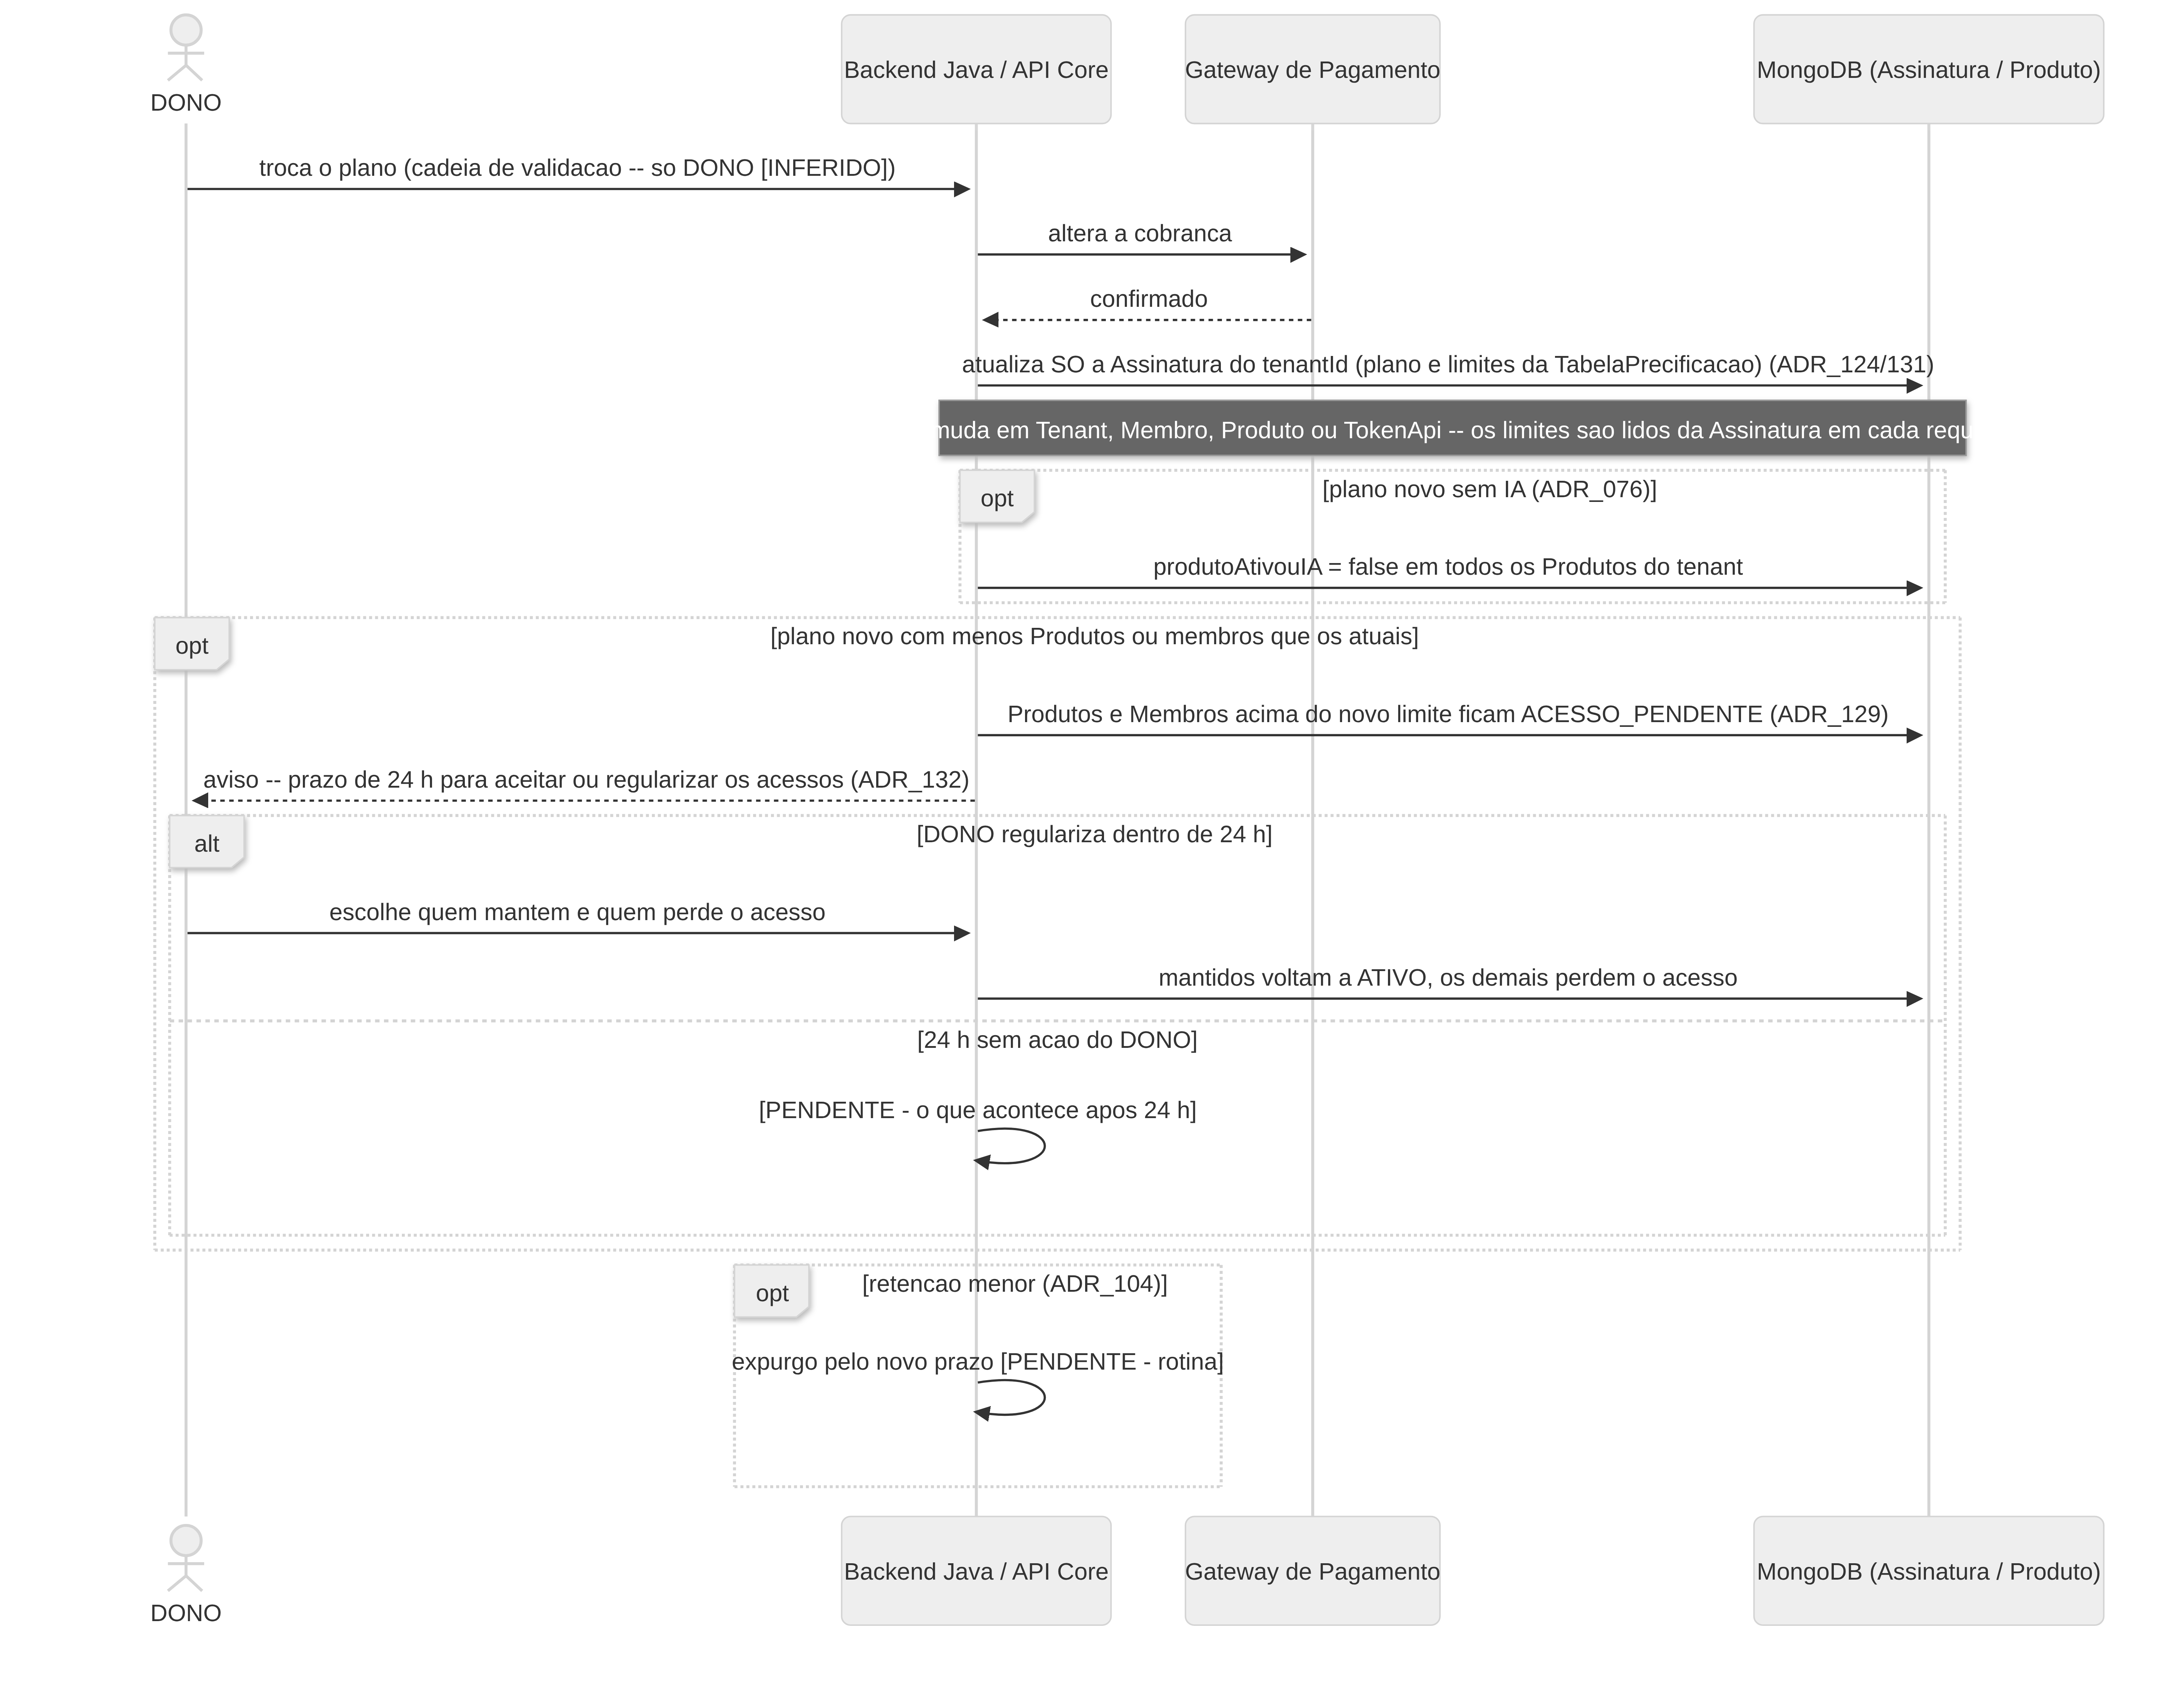 DONO
Backend Java / API Core
Gateway de Pagamento
MongoDB (Assinatura / Produto)
troca o plano (cadeia de validacao -- so DONO [INFERIDO])
altera a cobranca
confirmado
atualiza SO a Assinatura do tenantId (plano e limites da TabelaPrecificacao) (ADR_124/131)
muda em Tenant, Membro, Produto ou TokenApi -- os limites sao lidos da Assinatura em cada requ
opt
[plano novo sem IA (ADR_076)]
produtoAtivouIA = false em todos os Produtos do tenant
opt
[plano novo com menos Produtos ou membros que os atuais]
Produtos e Membros acima do novo limite ficam ACESSO_PENDENTE (ADR_129)
aviso -- prazo de 24 h para aceitar ou regularizar os acessos (ADR_132)
alt
[DONO regulariza dentro de 24 h]
escolhe quem mantem e quem perde o acesso
mantidos voltam a ATIVO, os demais perdem o acesso
[24 h sem acao do DONO]
[PENDENTE - o que acontece apos 24 h]
opt
[retencao menor (ADR_104)]
expurgo pelo novo prazo [PENDENTE - rotina]
DONO
Backend Java / API Core
Gateway de Pagamento
MongoDB (Assinatura / Produto)